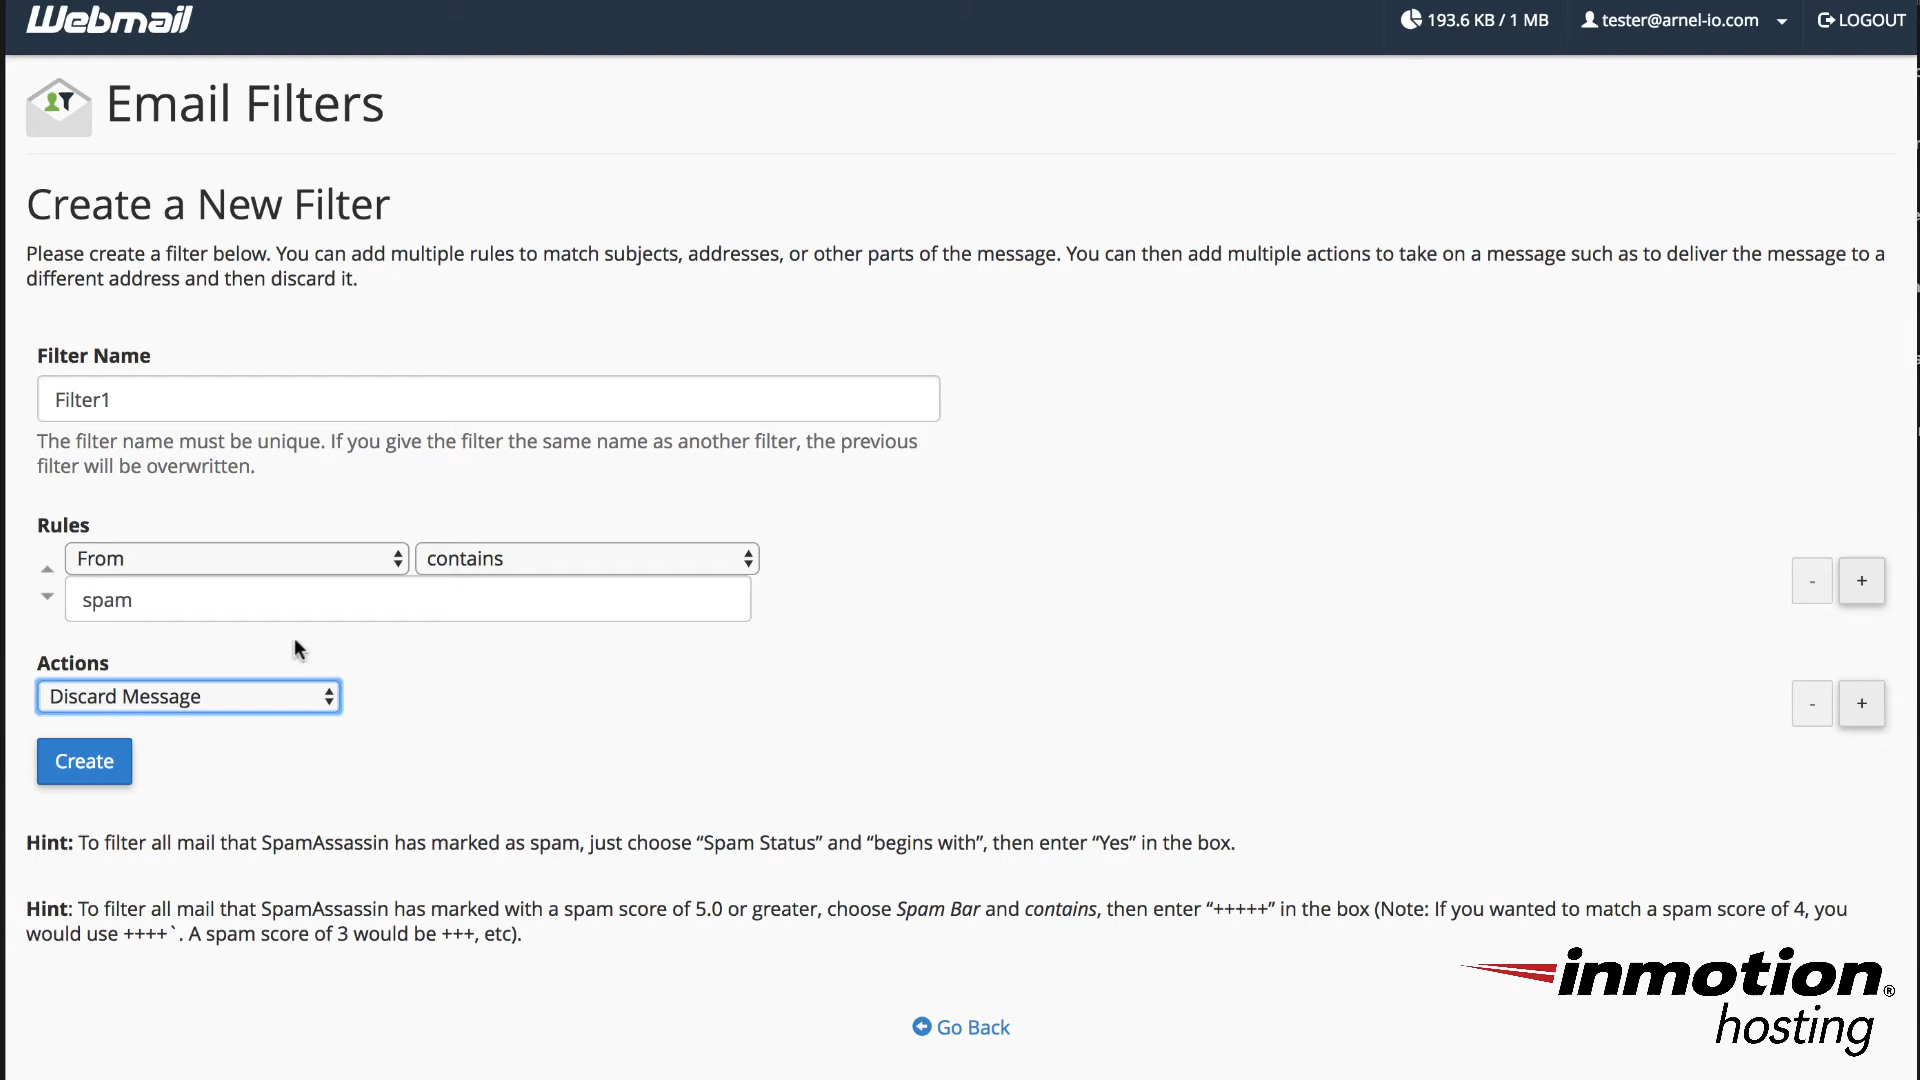 Webmail
193.6 KB / 1 MB
tester@arnel-io.com
LOGOUT
Email Filters
Create a New Filter
Please create a filter below. You can add multiple rules to match subjects, addresses, or other parts of the message. You can then add multiple actions to take on a message such as to deliver the message to a
different address and then discard it.
Filter Name
Filter1
The filter name must be unique. If you give the filter the same name as another filter, the previous
filter will be overwritten.
Rules
From
contains
- +
spam
Actions
Discard Message
- +
Create
Hint: To filter all mail that SpamAssassin has marked as spam, just choose “Spam Status” and “begins with”, then enter “Yes” in the box.
Hint: To filter all mail that SpamAssassin has marked with a spam score of 5.0 or greater, choose Spam Bar and contains, then enter “+++++” in the box (Note: If you wanted to match a spam score of 4, you
would use ++++`. A spam score of 3 would be +++, etc).
inmotion®
hosting
Go Back